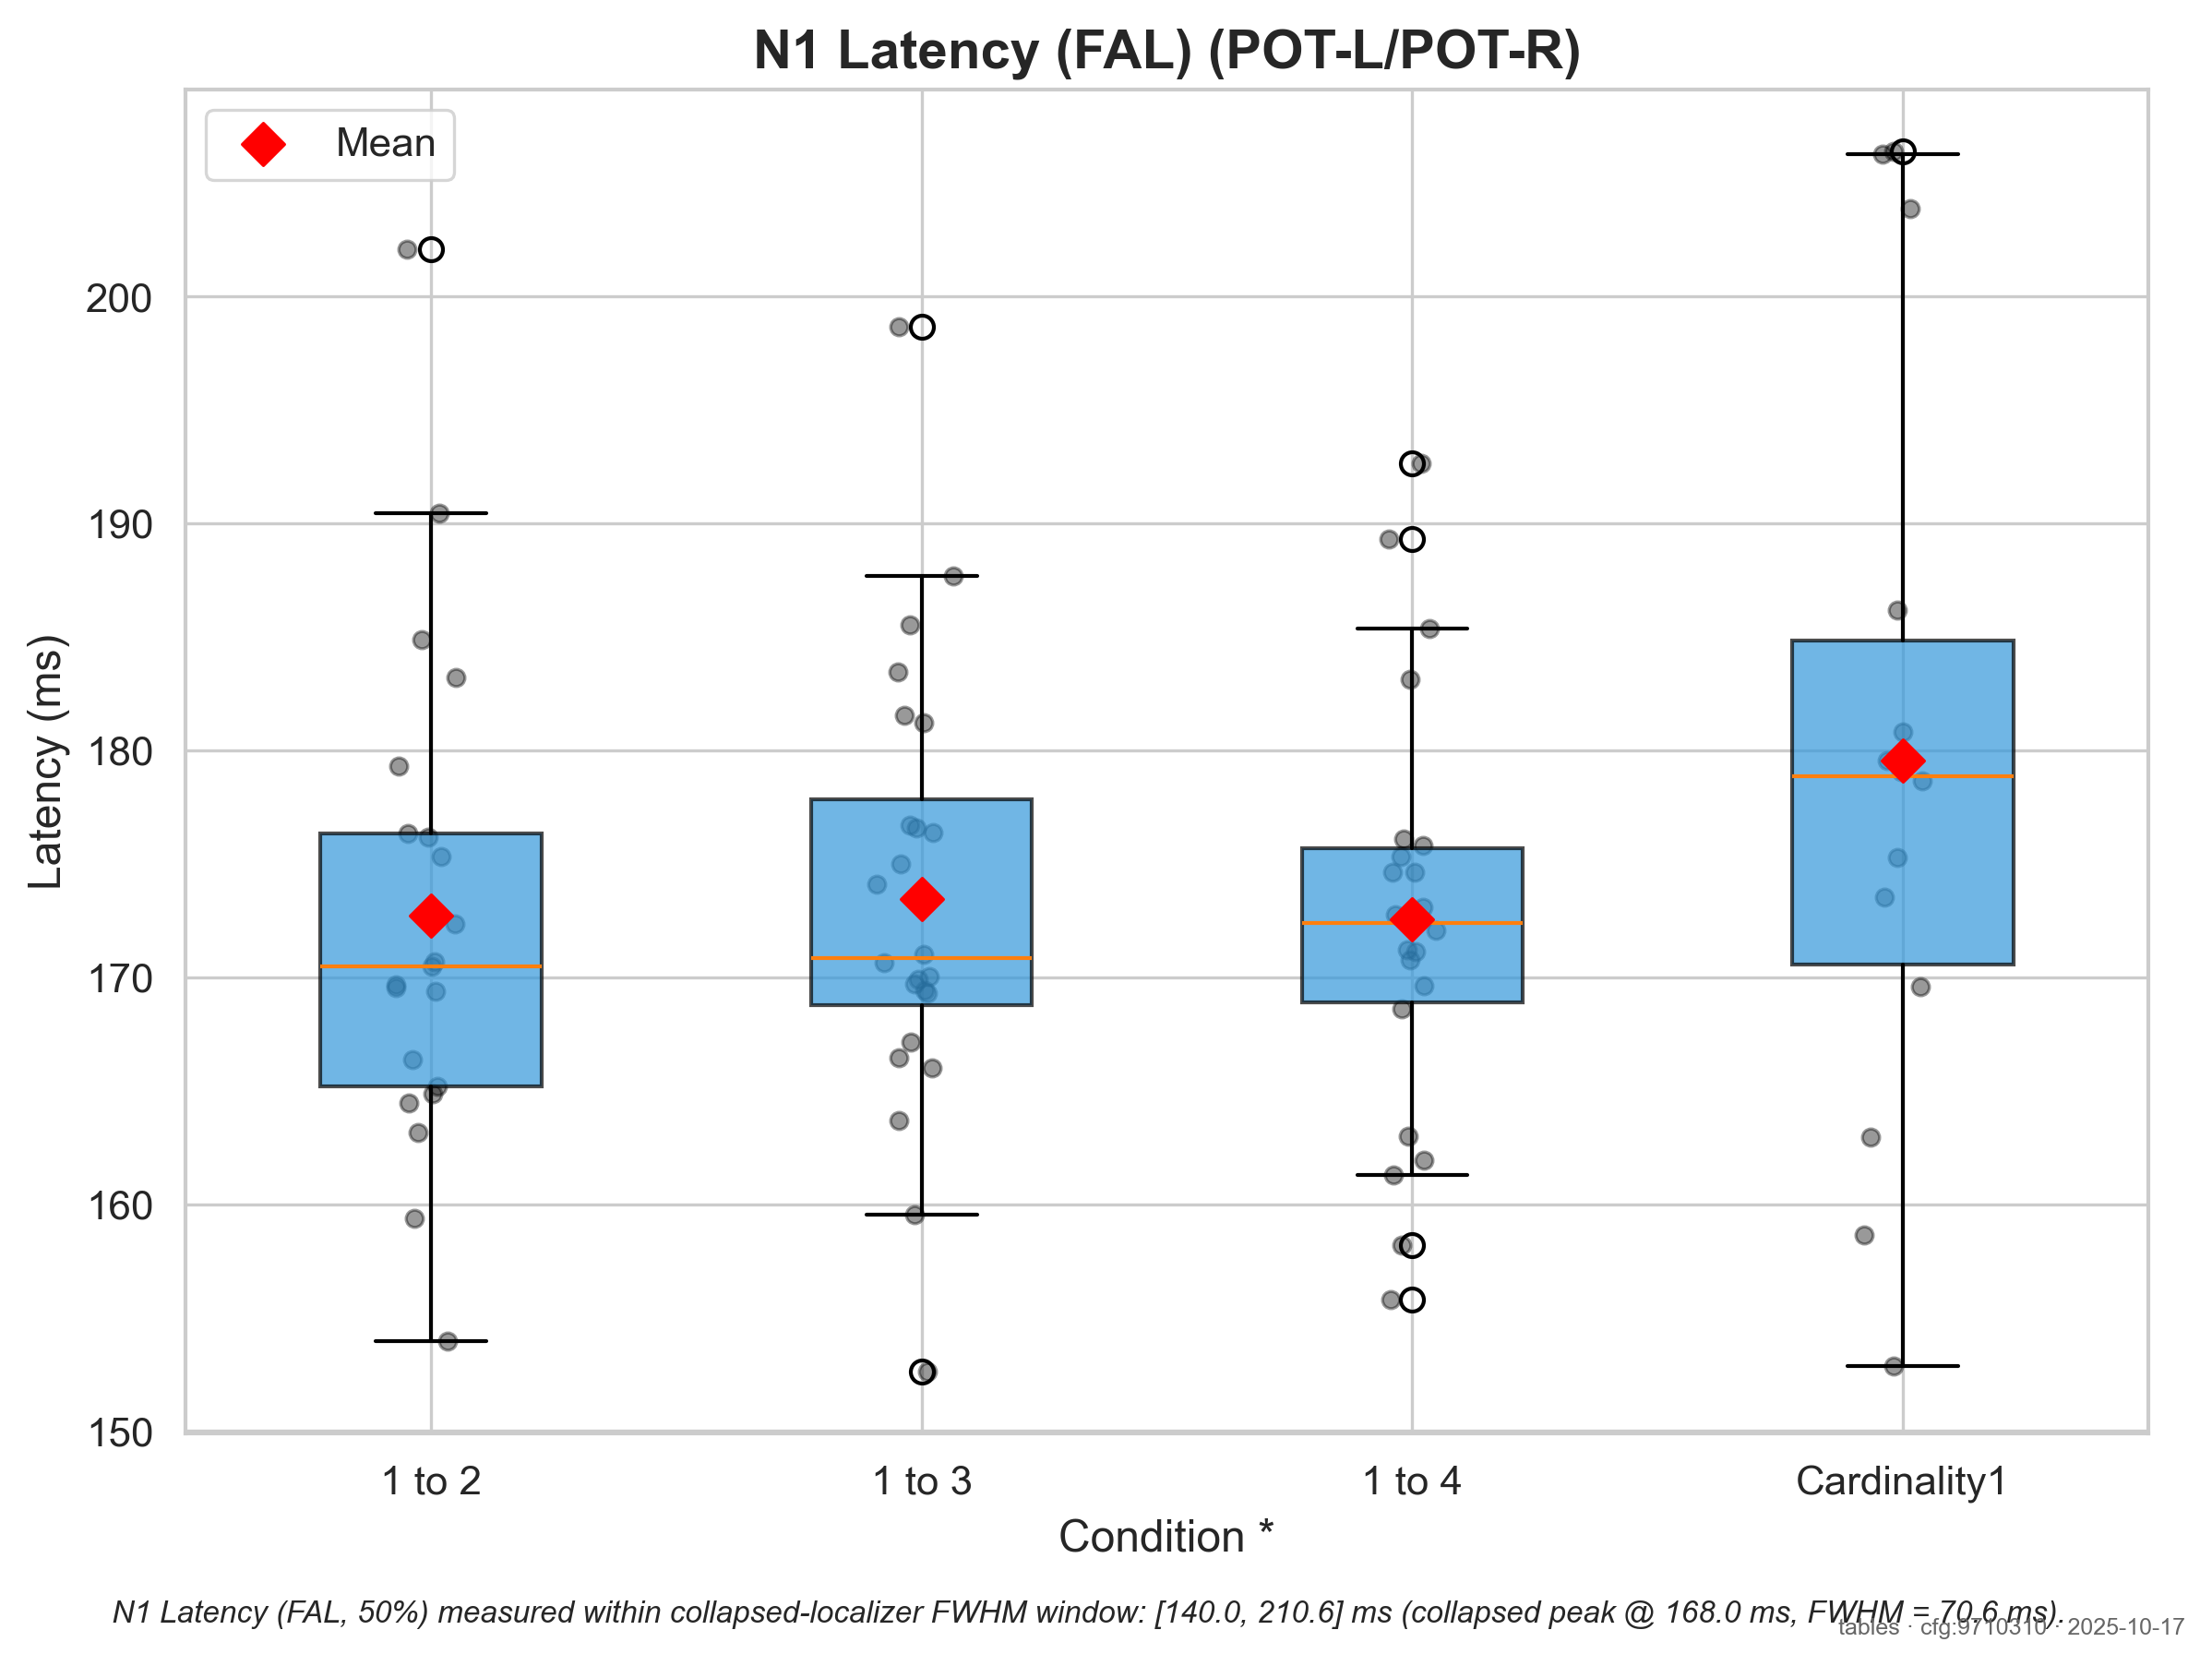 N1 Latency (FAL) (POT-L/POT-R)
Mean
Latency (ms)
200
190
180
170
160
150
1 to 2
1 to 3
1 to 4
Cardinality1
Condition *
N1 Latency (FAL, 50%) measured within collapsed-localizer FWHM window: [140.0, 210.6] ms (collapsed peak @ 168.0 ms, FWHM = 70.6 ms).
tables · cfg:9710310 · 2025-10-17